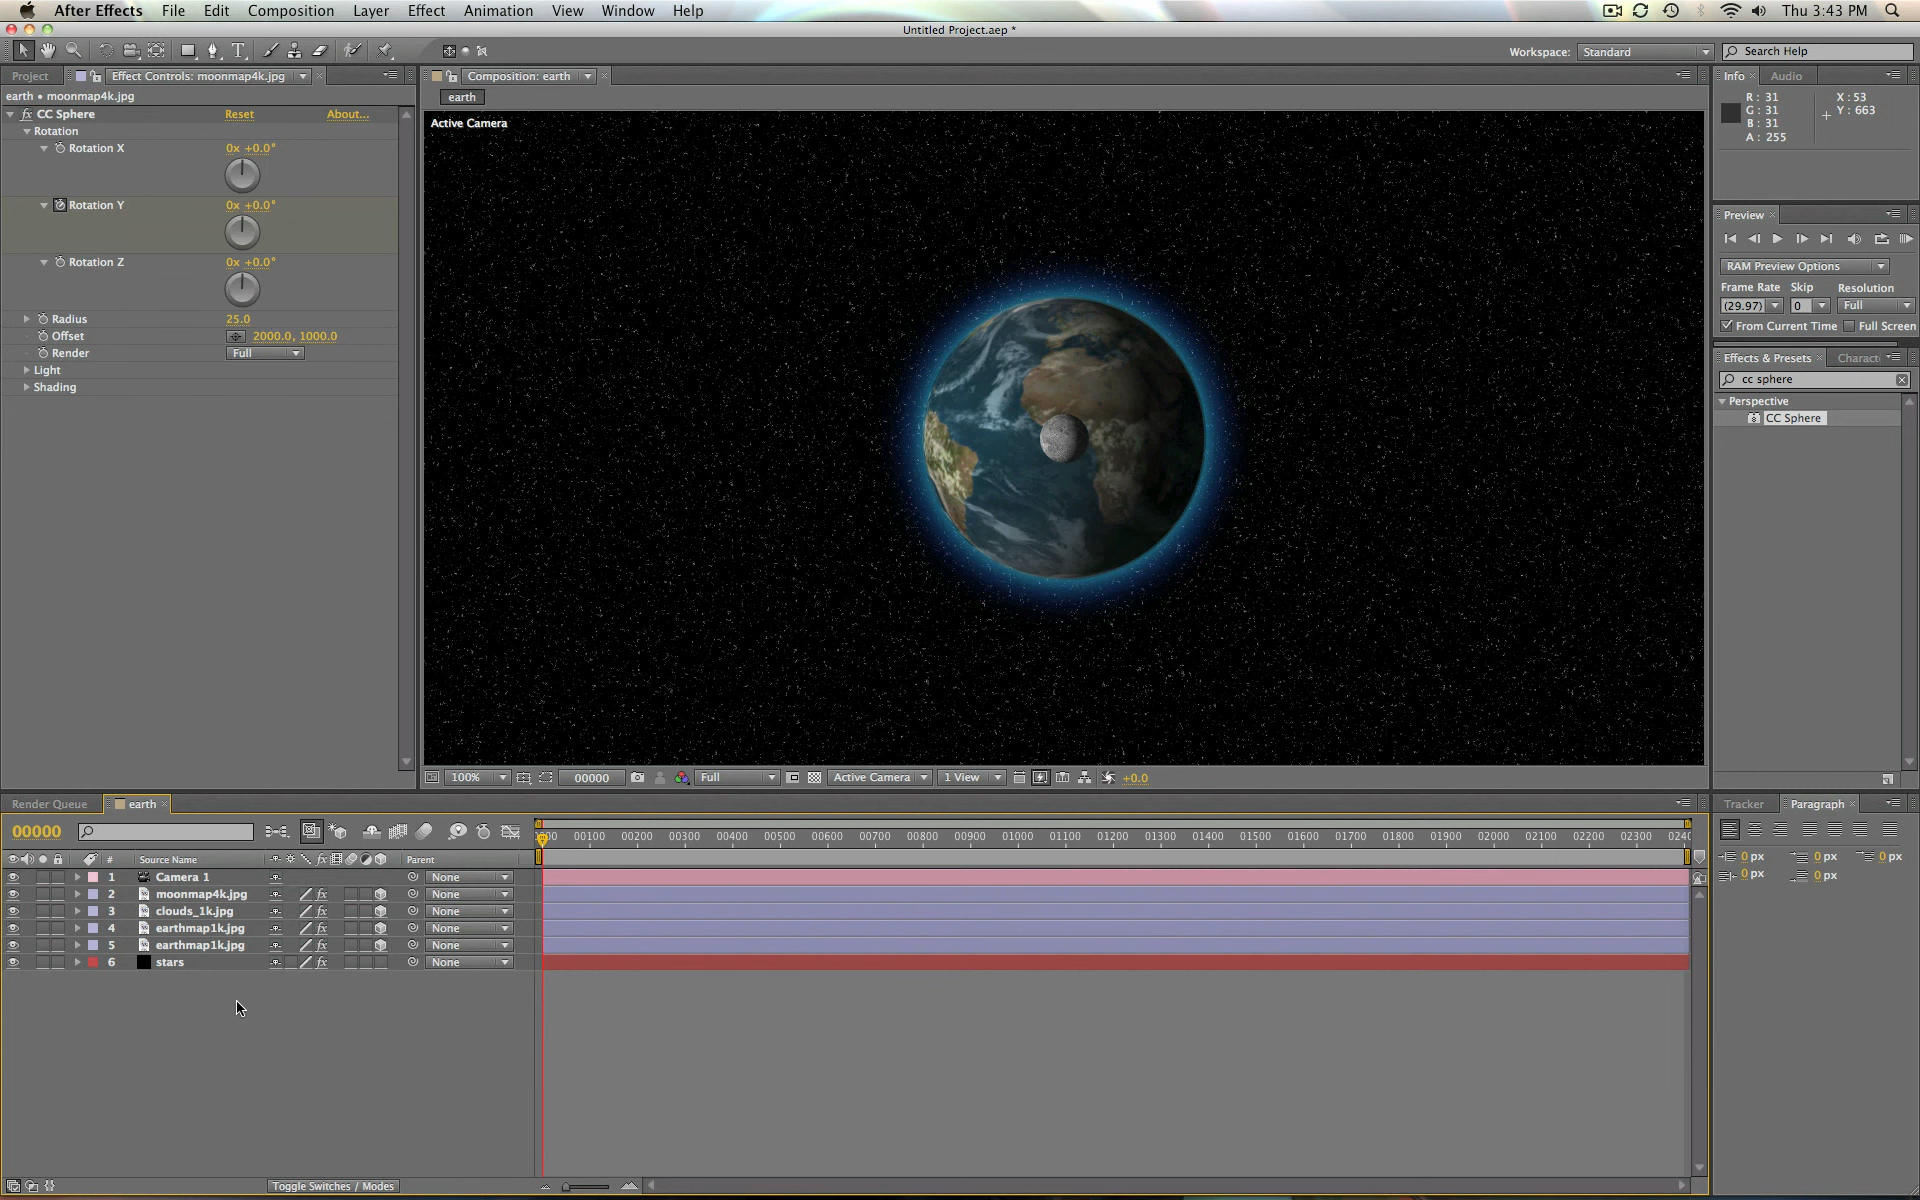 After Effects File Edit Composition Layer Effect Animation View Window Help Thu 3:43 PM
Untitled Project.aep *
T Workspace: Standard Search Help
Project Effect Controls: moonmap4k.jpg Composition: earth Info Audio
earth • moonmap4k.jpg earth
R : 31 X : 53
G : 31 Y : 663
B : 31
A : 255
fx CC Sphere Reset About...
Active Camera
Rotation
Rotation X 0x +0.0°
Rotation Y 0x +0.0°
Rotation Z 0x +0.0°
Radius 25.0
Offset 2000.0, 1000.0
Render Full
Light
Shading
Preview
RAM Preview Options
Frame Rate Skip Resolution
(29.97) 0 Full
From Current Time Full Screen
Effects & Presets Charact
cc sphere
Perspective
CC Sphere
100% 00000 Full Active Camera 1 View +0.0
Render Queue earth Tracker Paragraph
00000
00100 00200 00300 00400 00500 00600 00700 00800 00900 01000 01100 01200 01300 01400 01500 01600 01700 01800 01900 02000 02100 02200 02300 0240
# Source Name fx Parent
1 Camera 1 None
2 moonmap4k.jpg fx None
3 clouds_1k.jpg fx None
4 earthmap1k.jpg fx None
5 earthmap1k.jpg fx None
6 stars fx None
0 px 0 px 0 px
0 px 0 px
Toggle Switches / Modes